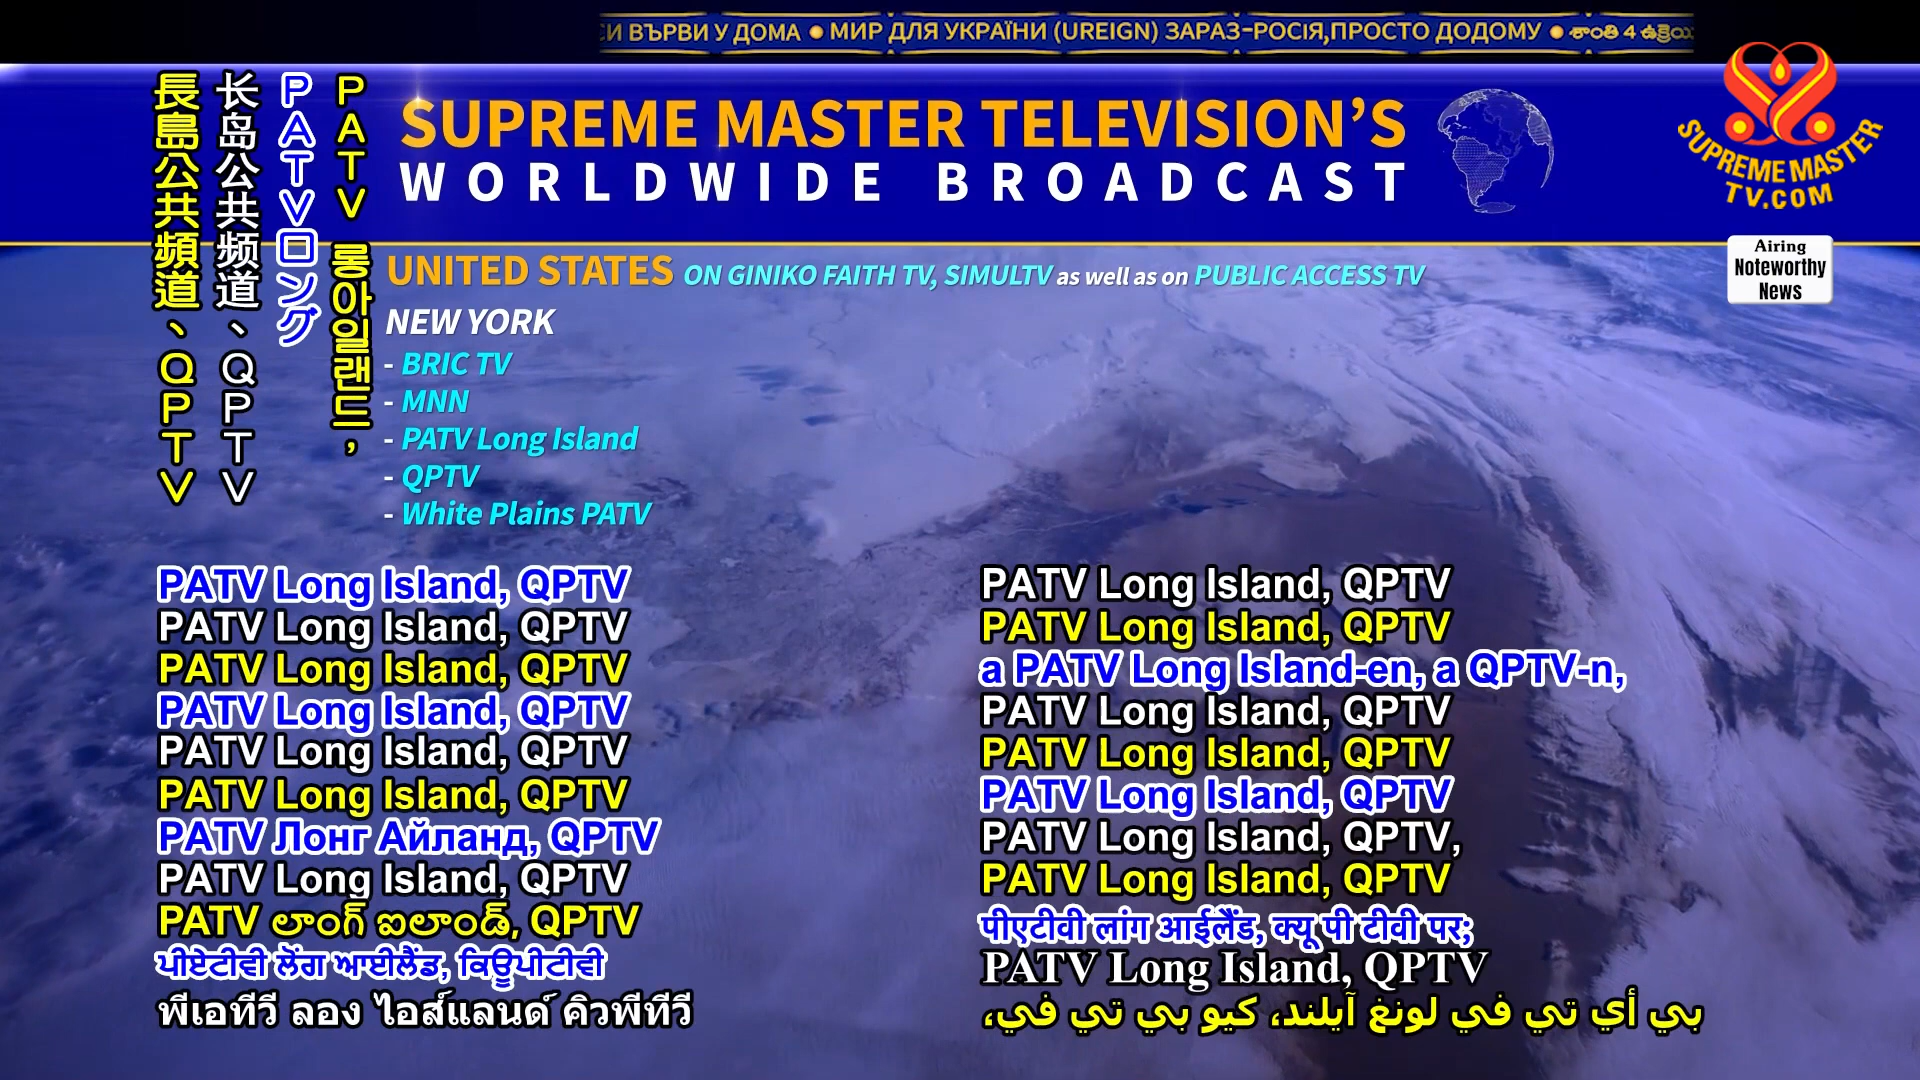 И ВЪРВИ У ДОМА ● МИР ДЛЯ УКРАЇНИ (UREIGN) ЗАРАЗ-РОСІЯ,ПРОСТО ДОДОМУ ● శాంతి 4
SUPREME MASTER TELEVISION’S
WORLDWIDE BROADCAST
SUPREME MASTER
TV.COM
Airing
Noteworthy
News
長島公共頻道、QPTV
长岛公共频道、QPTV
PATVロング
PATV 롱아일랜드,
UNITED STATES ON GINIKO FAITH TV, SIMULTV as well as on PUBLIC ACCESS TV
NEW YORK
- BRIC TV
- MNN
- PATV Long Island
- QPTV
- White Plains PATV
PATV Long Island, QPTV
PATV Long Island, QPTV
PATV Long Island, QPTV
PATV Long Island, QPTV
PATV Long Island, QPTV
PATV Long Island, QPTV
PATV Лонг Айланд, QPTV
PATV Long Island, QPTV
PATV లాంగ్ ఐలాండ్, QPTV
ਪੀਏਟੀਵੀ ਲੌਂਗ ਆਈਲੈਂਡ, ਕਿਊਪੀਟੀਵੀ
พีเอทีวี ลอง ไอส์แลนด์ คิวพีทีวี
PATV Long Island, QPTV
PATV Long Island, QPTV
a PATV Long Island-en, a QPTV-n,
PATV Long Island, QPTV
PATV Long Island, QPTV
PATV Long Island, QPTV
PATV Long Island, QPTV,
PATV Long Island, QPTV
पीएटीवी लांग आईलैंड, क्यू पी टीवी पर;
PATV Long Island, QPTV
بي أي تي في لونغ آيلند، كيو بي تي في،